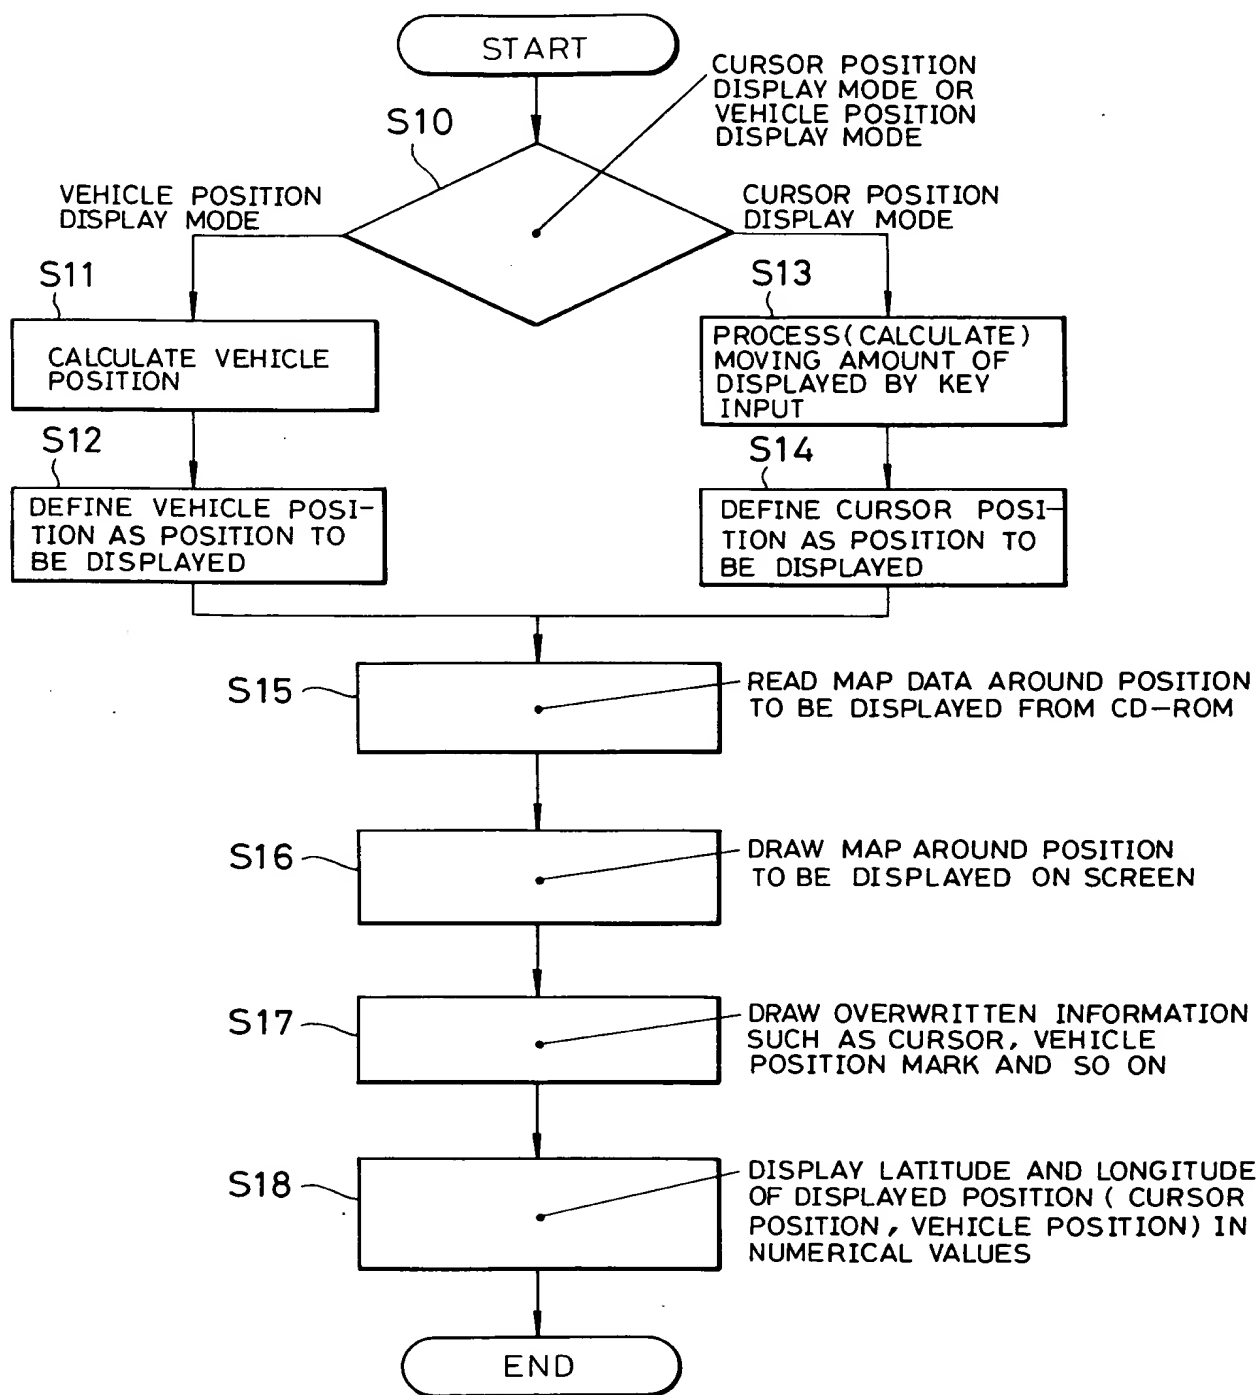 START
CURSOR POSITION
DISPLAY MODE OR
VEHICLE POSITION
DISPLAY MODE
S10
VEHICLE POSITION
DISPLAY MODE
CURSOR POSITION
DISPLAY MODE
S11
CALCULATE VEHICLE
POSITION
S13
PROCESS(CALCULATE)
MOVING AMOUNT OF
DISPLAYED BY KEY
INPUT
S12
DEFINE VEHICLE POSI-
TION AS POSITION TO
BE DISPLAYED
S14
DEFINE CURSOR POSI-
TION AS POSITION TO
BE DISPLAYED
S15
READ MAP DATA AROUND POSITION
TO BE DISPLAYED FROM CD-ROM
S16
DRAW MAP AROUND POSITION
TO BE DISPLAYED ON SCREEN
S17
DRAW OVERWRITTEN INFORMATION
SUCH AS CURSOR, VEHICLE
POSITION MARK AND SO ON
S18
DISPLAY LATITUDE AND LONGITUDE
OF DISPLAYED POSITION ( CURSOR
POSITION, VEHICLE POSITION) IN
NUMERICAL VALUES
END